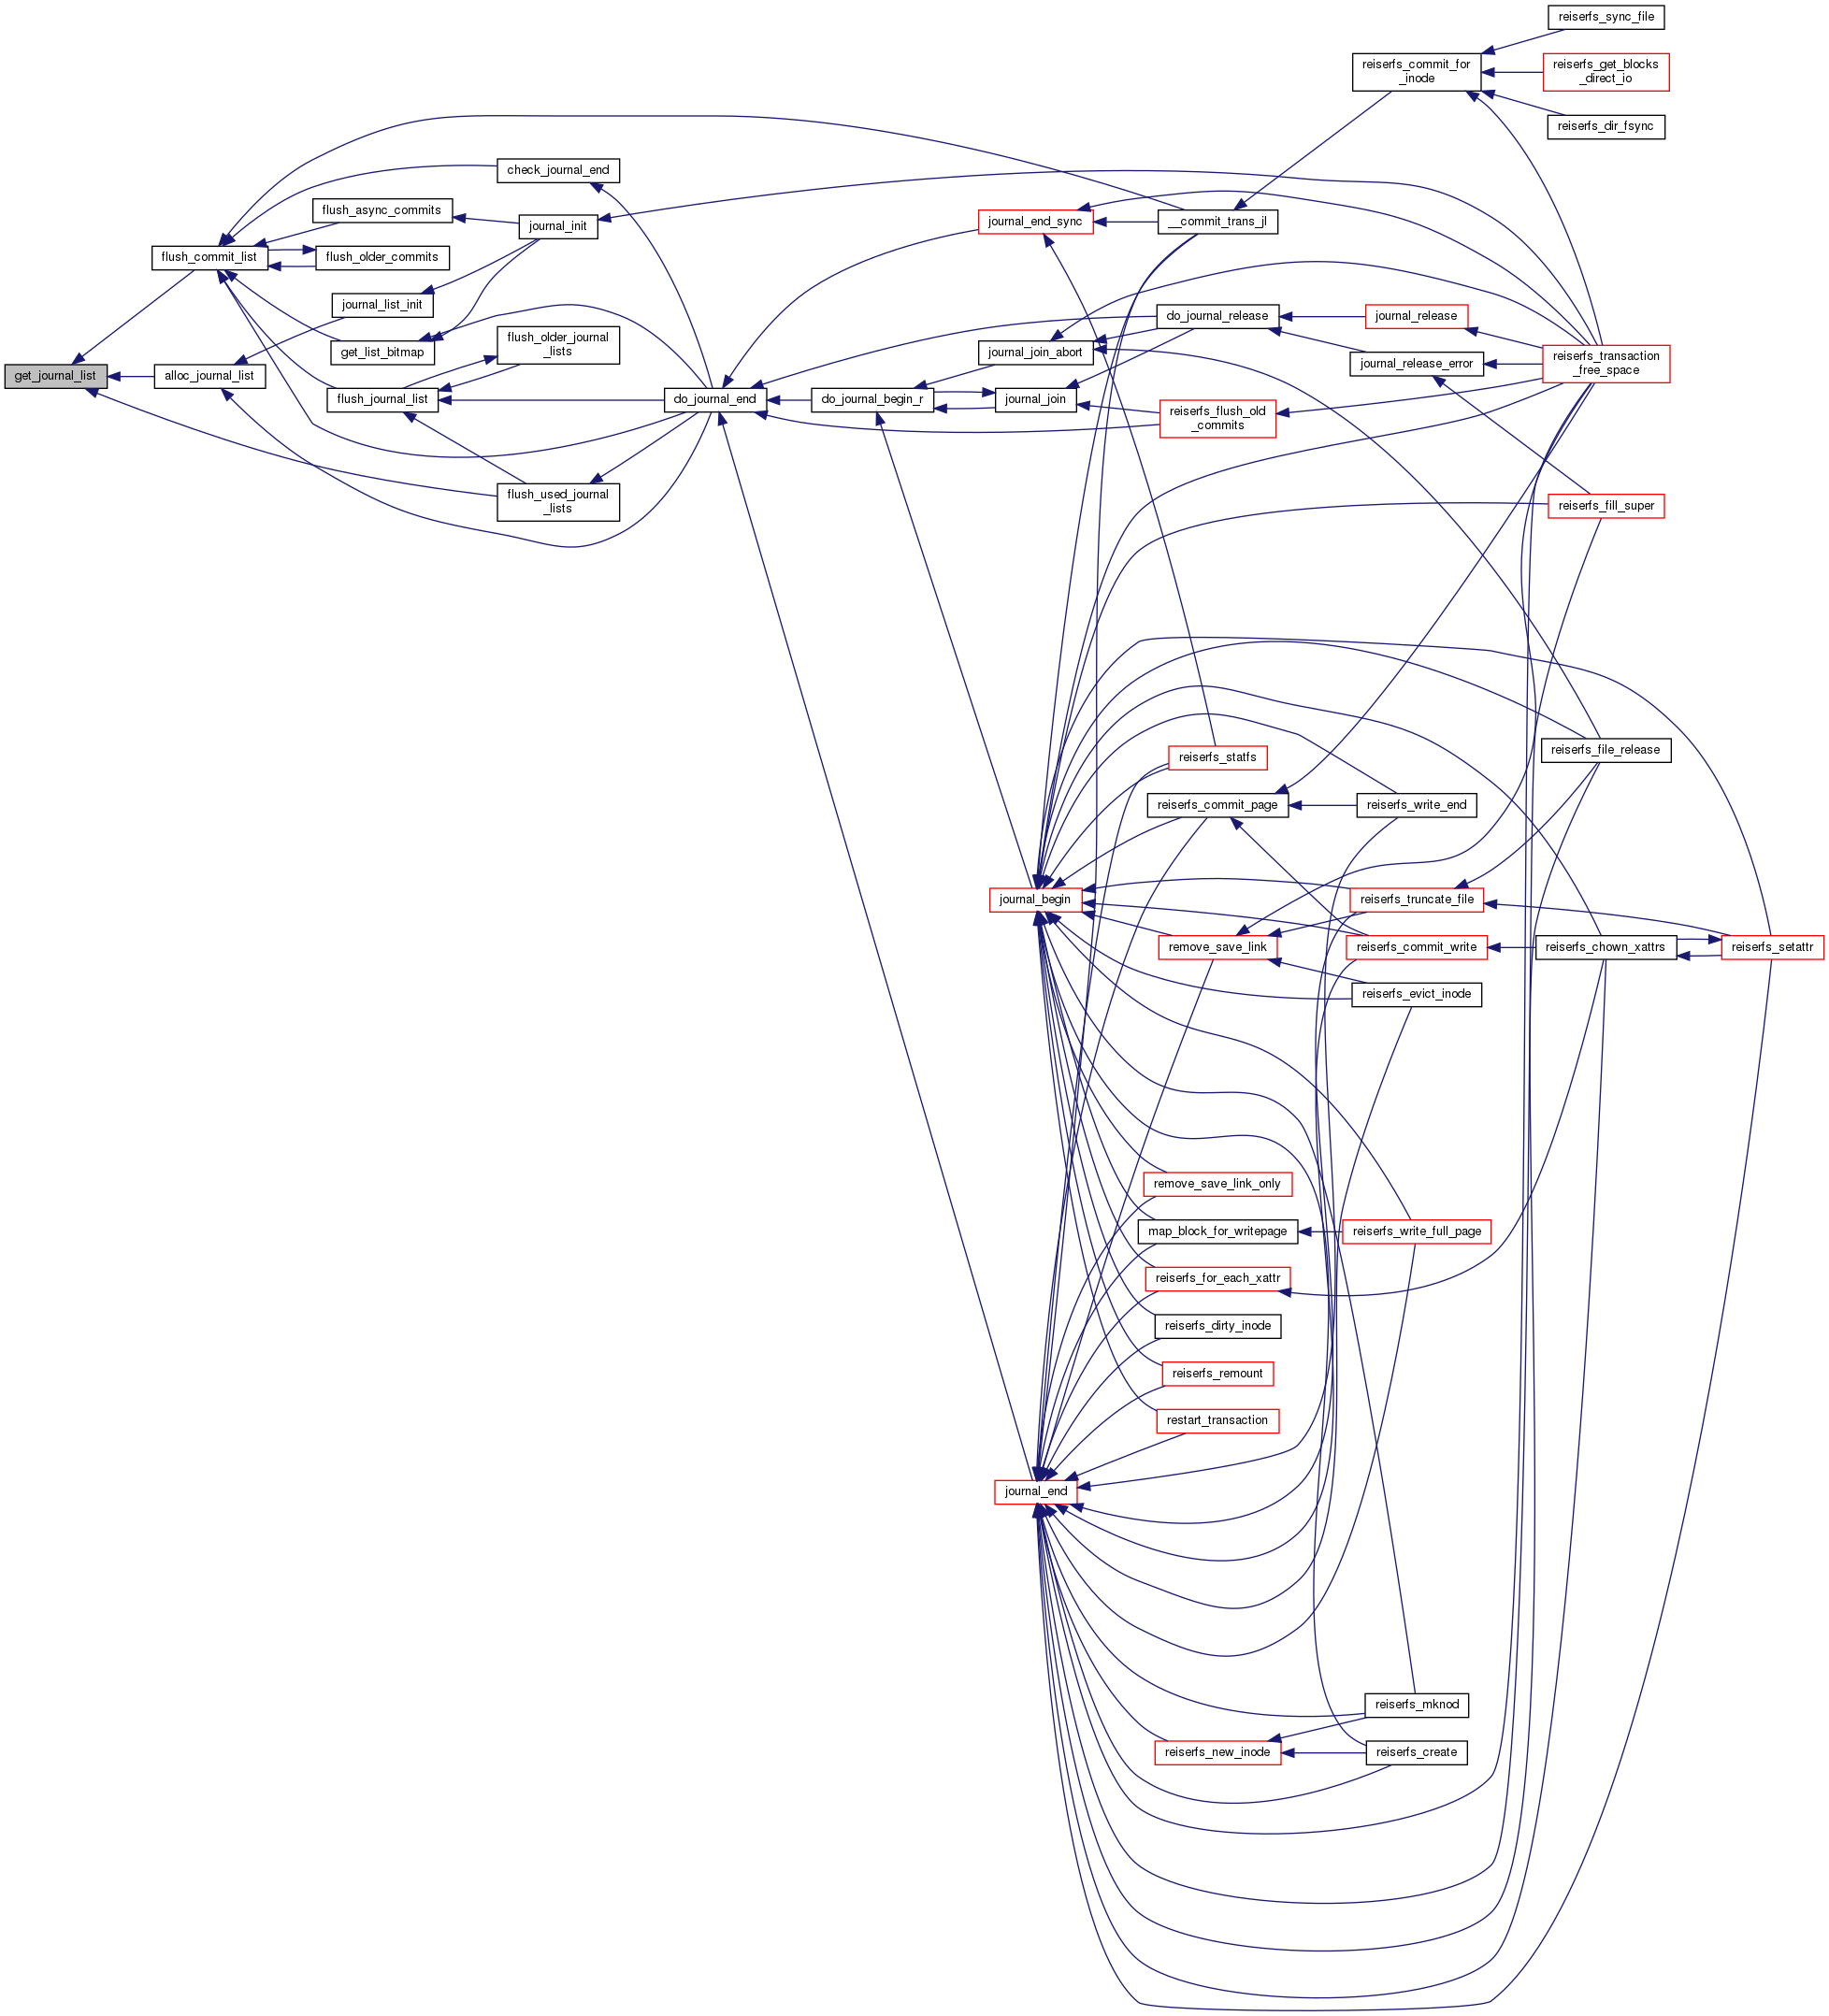 reiserfs_sync_file
reiserfs_commit_for
_inode
reiserfs_get_blocks
_direct_io
reiserfs_dir_fsync
check_journal_end
flush_async_commits
journal_init
journal_end_sync
__commit_trans_jl
flush_commit_list
flush_older_commits
journal_list_init
get_list_bitmap
flush_older_journal
_lists
do_journal_release
journal_release
journal_join_abort
journal_release_error
reiserfs_transaction
_free_space
get_journal_list
alloc_journal_list
flush_journal_list
do_journal_end
do_journal_begin_r
journal_join
reiserfs_flush_old
_commits
flush_used_journal
_lists
reiserfs_fill_super
reiserfs_statfs
reiserfs_file_release
reiserfs_commit_page
reiserfs_write_end
journal_begin
reiserfs_truncate_file
remove_save_link
reiserfs_commit_write
reiserfs_chown_xattrs
reiserfs_setattr
reiserfs_evict_inode
remove_save_link_only
map_block_for_writepage
reiserfs_write_full_page
reiserfs_for_each_xattr
reiserfs_dirty_inode
reiserfs_remount
restart_transaction
journal_end
reiserfs_mknod
reiserfs_new_inode
reiserfs_create